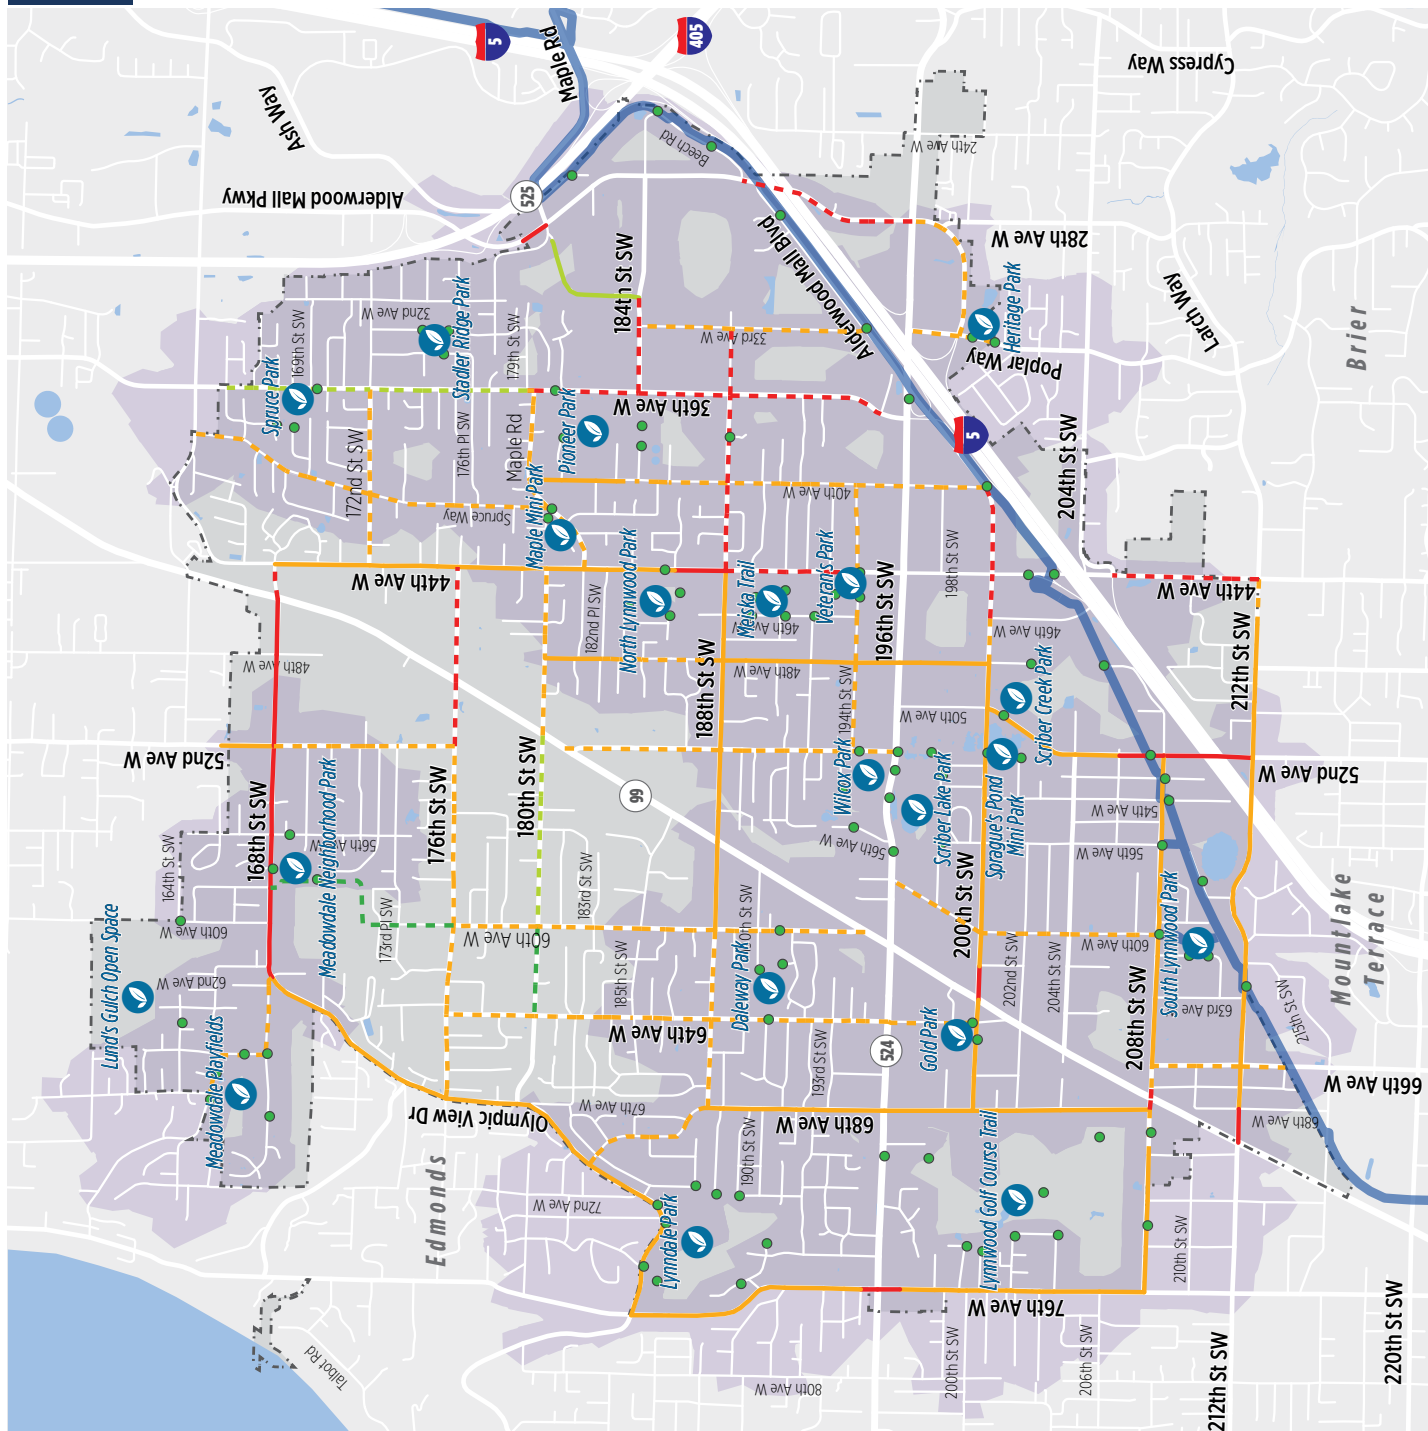 5
405
Maple Rd
Cypress Way
Ash Way
Beech Rd
24th Ave W
Alderwood Mall Pkwy
525
28th Ave W
Alderwood Mall Blvd
184th St SW
Stadler Ridge Park
32nd Ave W
169th St SW
179th St SW
33rd Ave W
Heritage Park
Poplar Way
Larch Way
Brier
Spruce Park
36th Ave W
Pioneer Park
172nd St SW
176th Pl SW
Maple Rd
5
204th St SW
40th Ave W
Spruce Way
Maple Mini Park
44th Ave W
182nd Pl SW
North Lynnwood Park
Meiska Trail
46th Ave W
Veteran's Park
196th St SW
198th St SW
46th Ave W
44th Ave W
212th St SW
48th Ave W
188th St SW
48th Ave W
194th St SW
50th Ave W
Scriber Creek Park
52nd Ave W
168th St SW
176th St SW
180th St SW
99
Wilcox Park
Scriber Lake Park
Sprague's Pond
Mini Park
52nd Ave W
54th Ave W
56th Ave W
164th St SW
Meadowdale Neighborhood Park
56th Ave W
183rd St SW
56th Ave W
200th St SW
60th Ave W
173rd Pl SW
60th Ave W
Daleway Park
202nd St SW
204th St SW
60th Ave W
208th St SW
South Lynnwood Park
Mountlake
Terrace
Lund's Gulch Open Space
62nd Ave W
185th St SW
64th Ave W
193rd St SW
524
Gold Park
63rd Ave W
215th St SW
Meadowdale Playfields
Olympic View Dr
67th Ave W
68th Ave W
66th Ave W
68th Ave W
Edmonds
72nd Ave W
190th St SW
Lynndale Park
Lynnwood Golf Course Trail
210th St SW
76th Ave W
Talbot Rd
80th Ave W
200th St SW
206th St SW
212th St SW
220th St SW